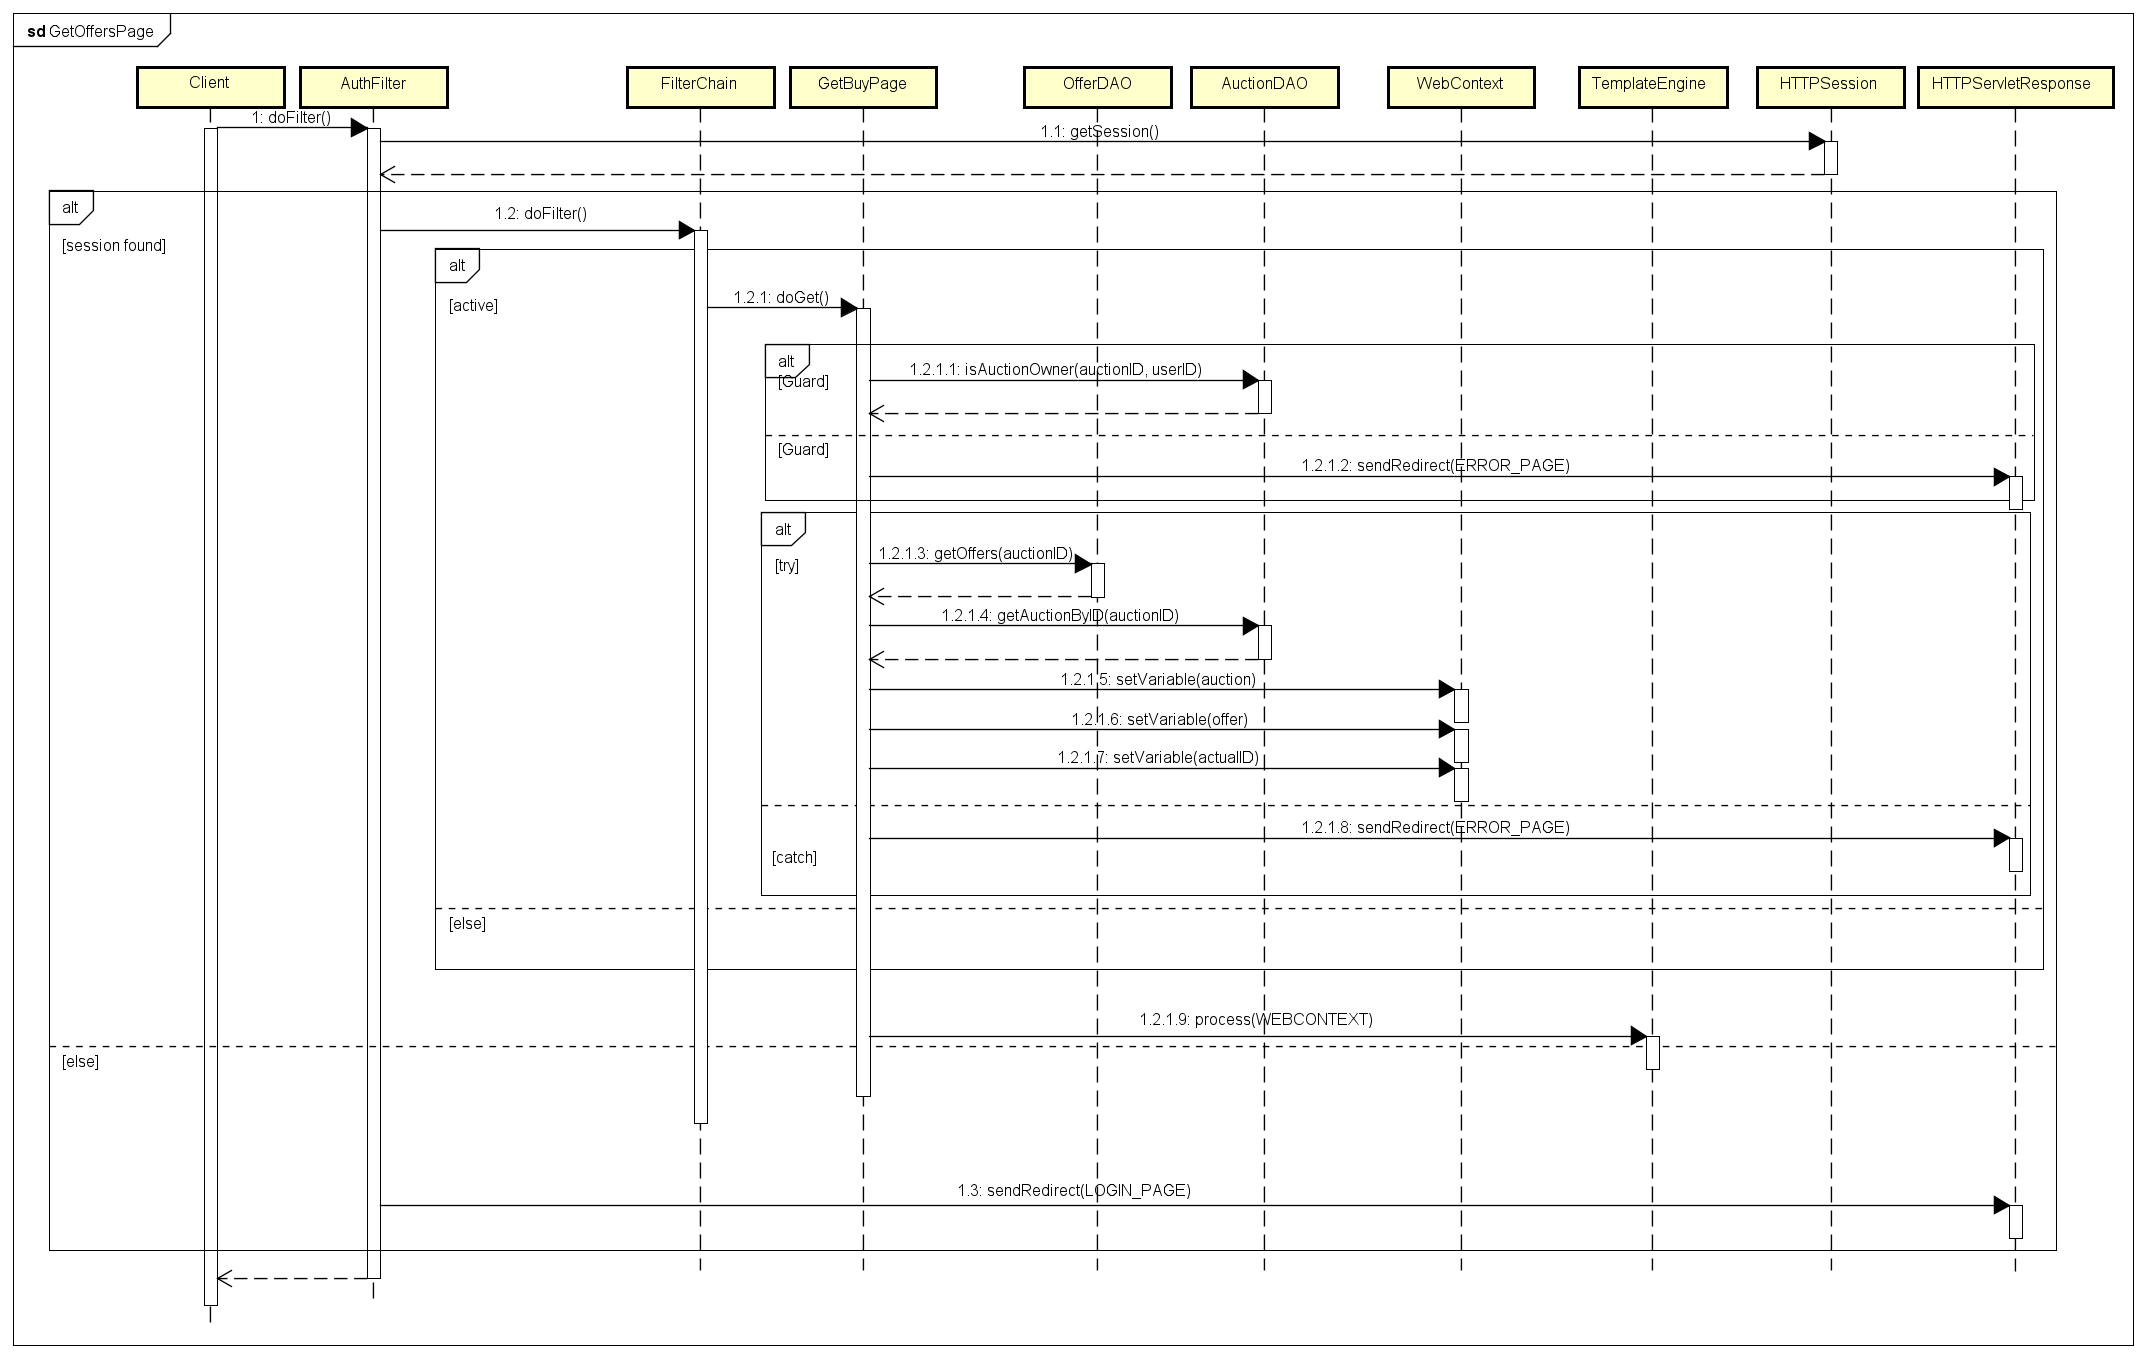 sd GetOffersPage
Client
AuthFilter
FilterChain
GetBuyPage
OfferDAO
AuctionDAO
WebContext
TemplateEngine
HTTPSession
HTTPServletResponse
1: doFilter()
1.1: getSession()
alt
1.2: doFilter()
[session found]
alt
1.2.1: doGet()
[active]
alt
1.2.1.1: isAuctionOwner(auctionID, userID)
[Guard]
[Guard]
1.2.1.2: sendRedirect(ERROR_PAGE)
alt
1.2.1.3: getOffers(auctionID)
[try]
1.2.1.4: getAuctionByID(auctionID)
1.2.1.5: setVariable(auction)
1.2.1.6: setVariable(offer)
1.2.1.7: setVariable(actualID)
1.2.1.8: sendRedirect(ERROR_PAGE)
[catch]
[else]
1.2.1.9: process(WEBCONTEXT)
[else]
1.3: sendRedirect(LOGIN_PAGE)